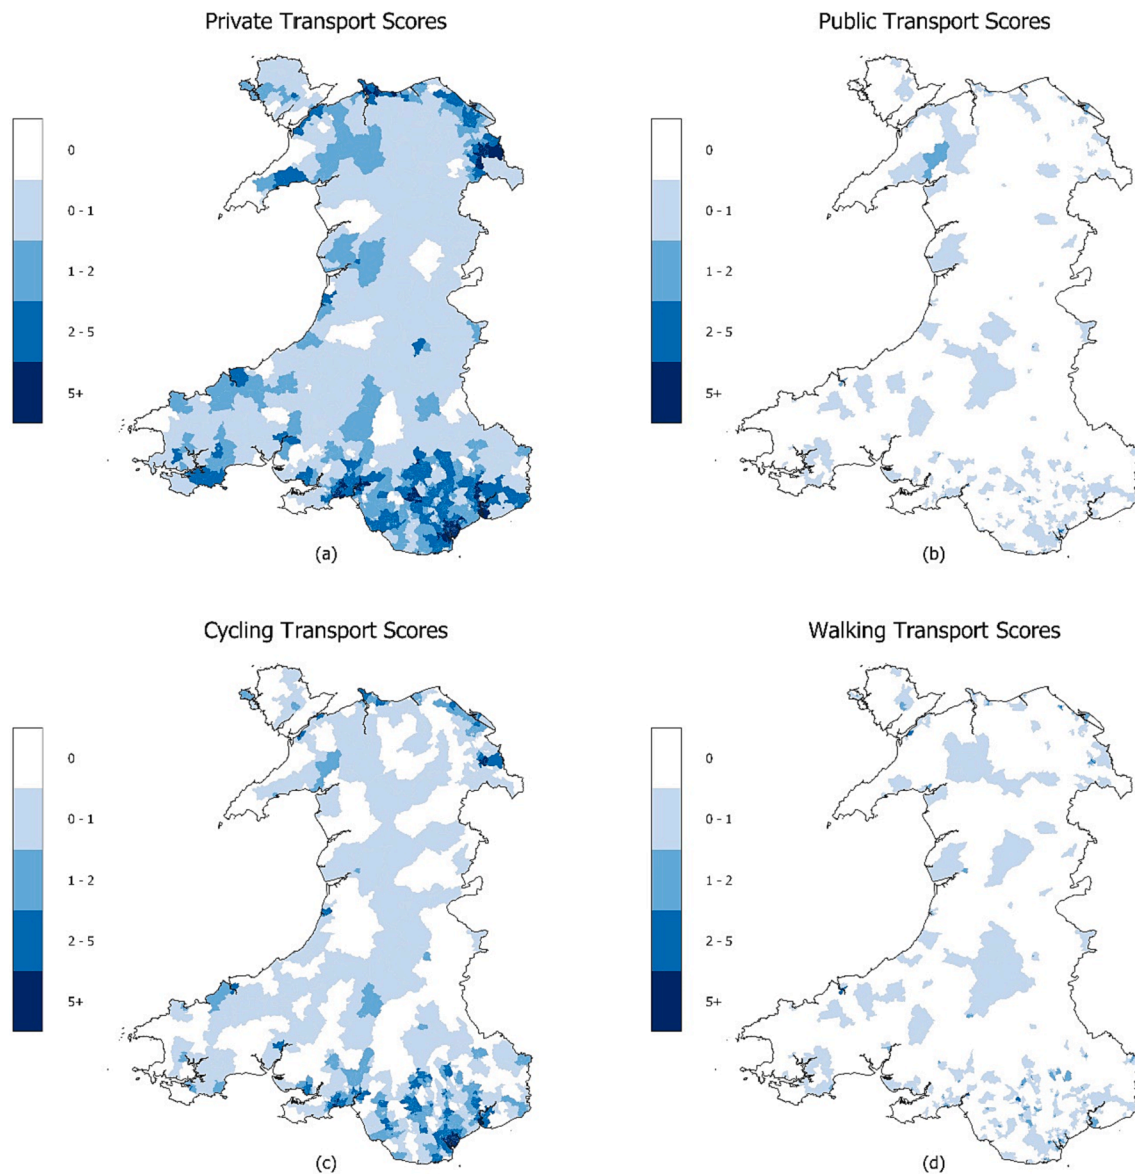 Private Transport Scores
Public Transport Scores
0
0 - 1
1 - 2
2 - 5
5+
0
0 - 1
1 - 2
2 - 5
5+
(a)
(b)
Cycling Transport Scores
Walking Transport Scores
0
0 - 1
1 - 2
2 - 5
5+
0
0 - 1
1 - 2
2 - 5
5+
(c)
(d)